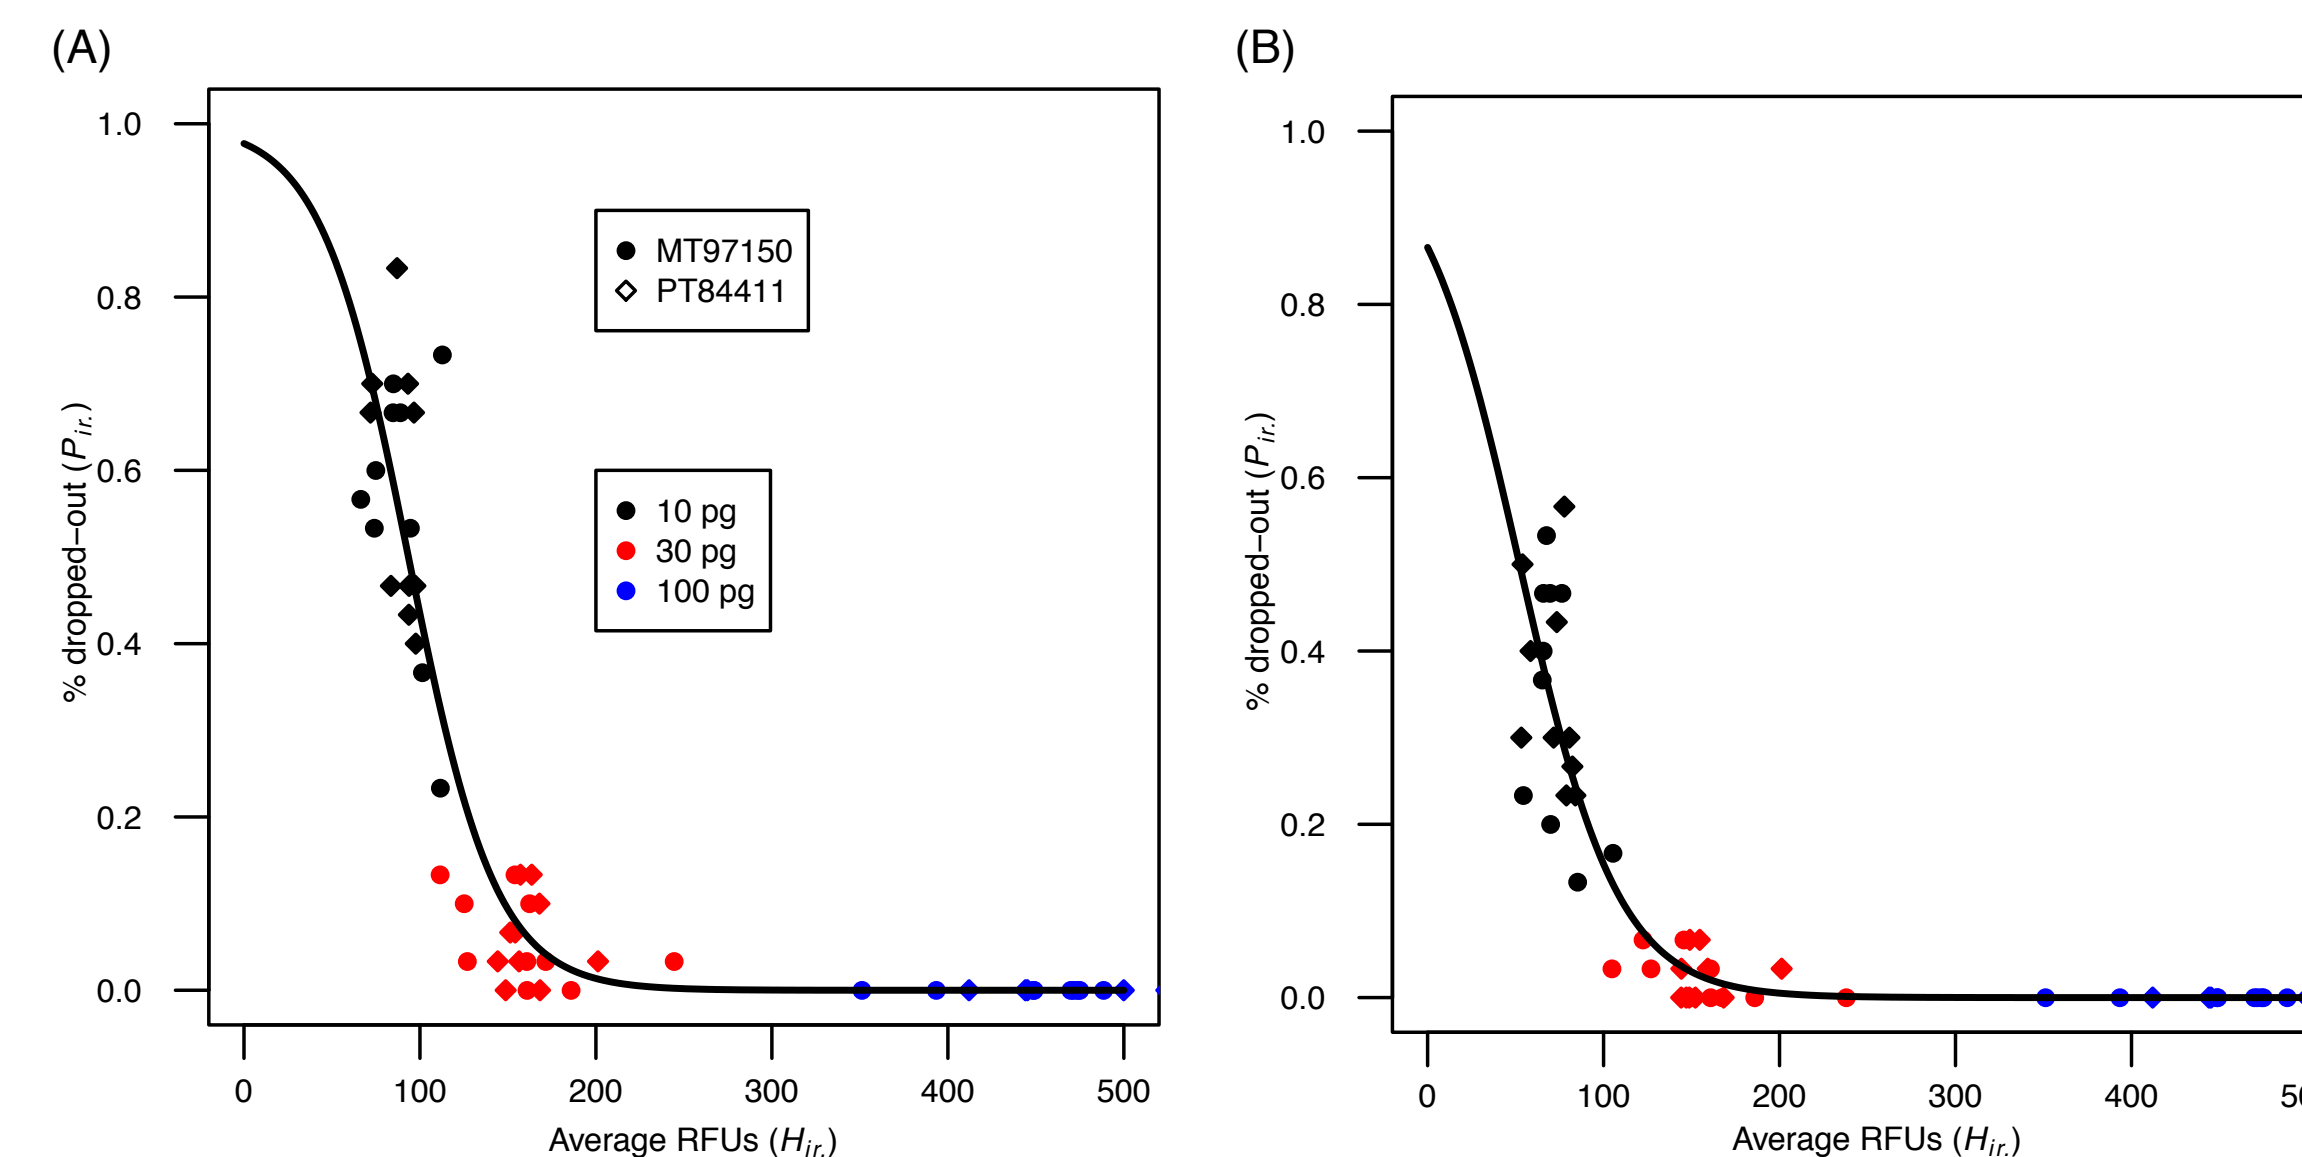 (A)
1.0
0.8
0.6
0.4
0.2
0.0
% dropped−out (Pir.)
MT97150
PT84411
10 pg
30 pg
100 pg
0 100 200 300 400 500
Average RFUs (Hir.)
(B)
1.0
0.8
0.6
0.4
0.2
0.0
% dropped−out (Pir.)
0 100 200 300 400
Average RFUs (Hir.)